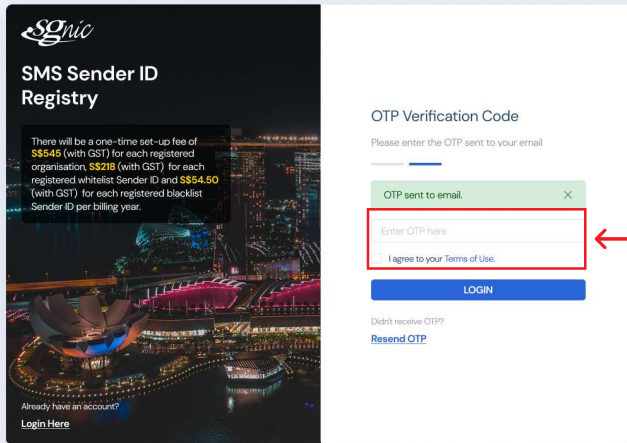 sgnic
SMS Sender ID
Registry
There will be a one-time set-up fee of
S$545 (with GST) for each registered
organisation, S$218 (with GST) for each
registered whitelist Sender ID and S$54.50
(with GST) for each registered blacklist
Sender ID per billing year.
Already have an account?
Login Here
OTP Verification Code
Please enter the OTP sent to your email
OTP sent to email.
Enter OTP here
I agree to your Terms of Use.
LOGIN
Didn't receive OTP?
Resend OTP